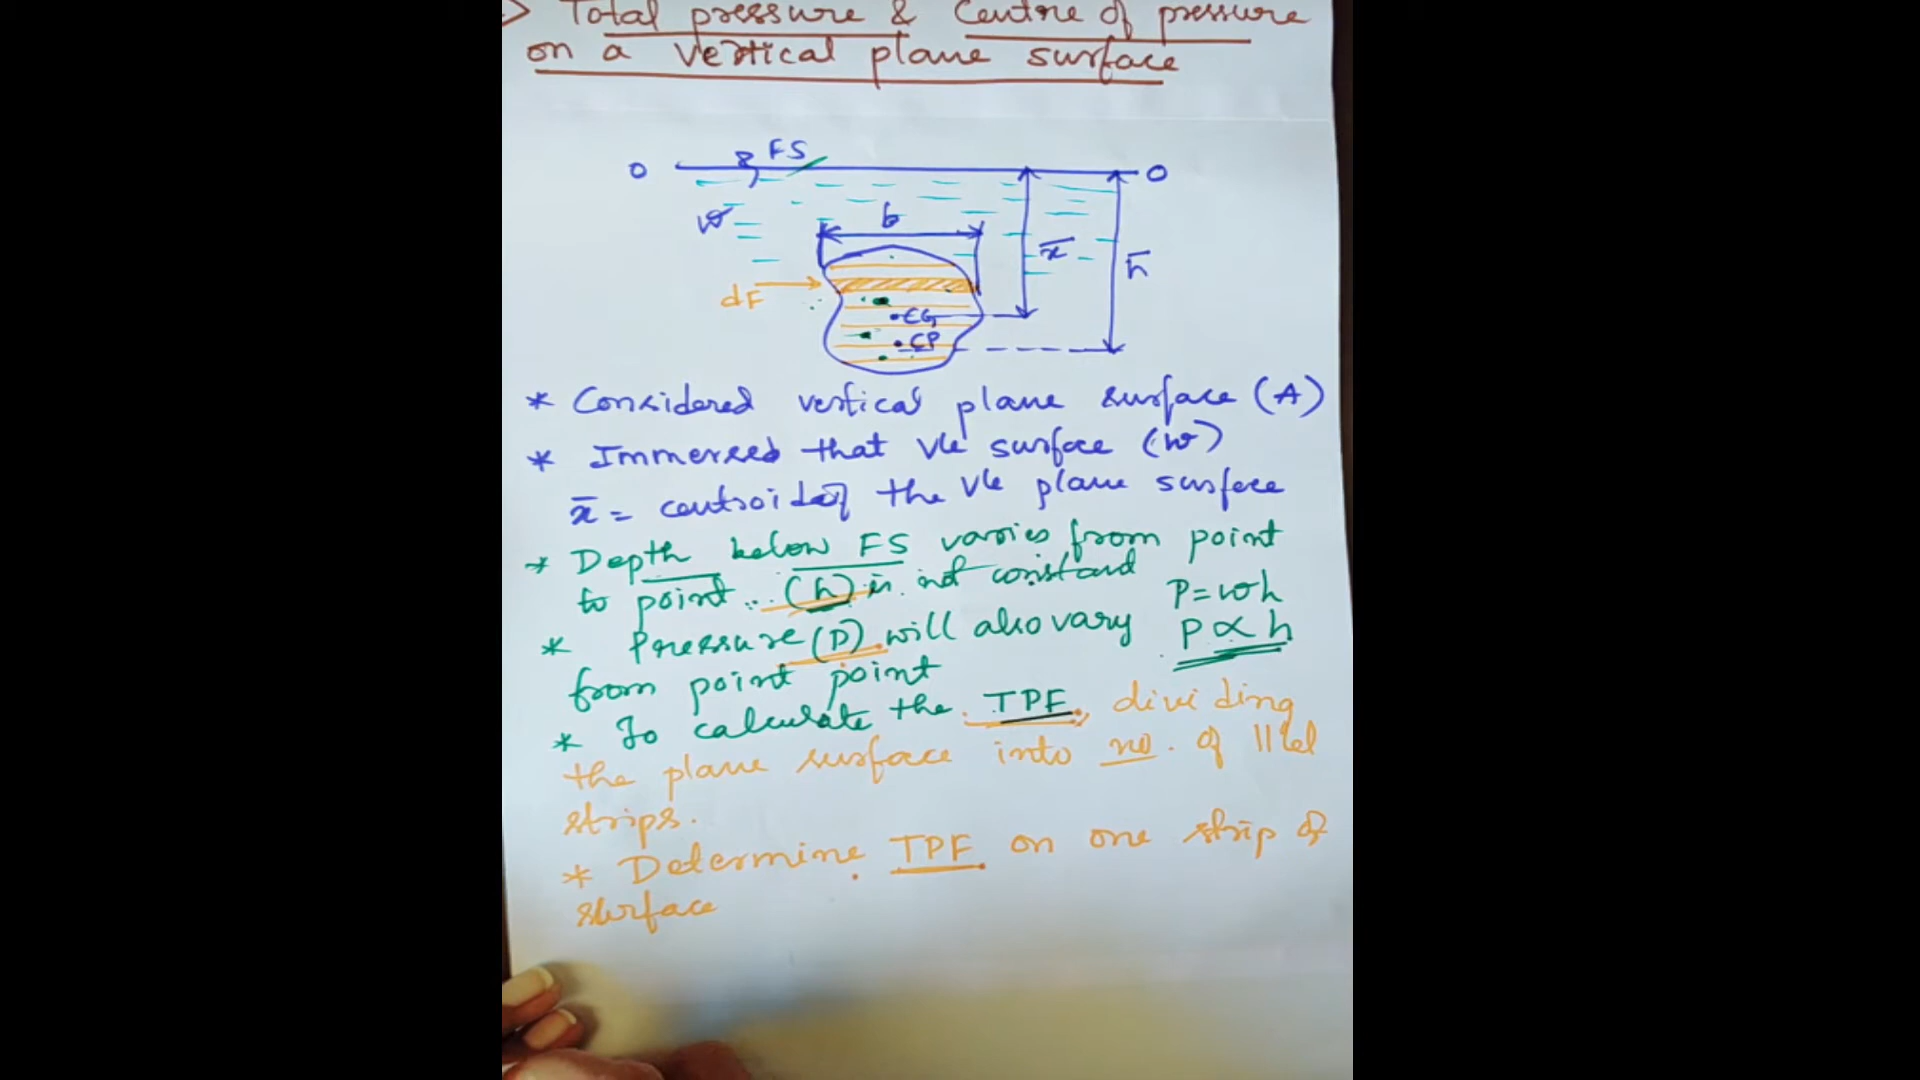 Total pressure & Centre of pressure
on a Vertical plane surface
FS
O
O
w
b
x̄
h̄
dF
CG
CP
* Considered vertical plane surface (A)
* Immersed that Vle surface (w)
x̄ = centroid of the Vle plane surface
* Depth below FS varies from point
to point .. (h) is not constand
P = wh
* Pressure (P) will also vary
P ∝ h
from point point
* To calculate the TPF, dividing
the plane surface into no. of ||lel
strips.
* Determine TPF on one strip of
surface